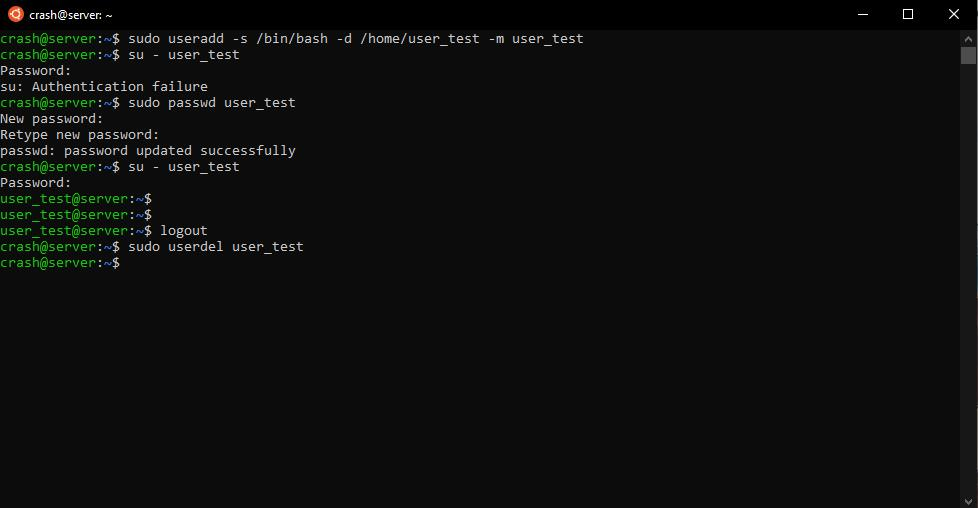 crash@server: ~
crash@server:~$ sudo useradd -s /bin/bash -d /home/user_test -m user_test
crash@server:~$ su - user_test
Password:
su: Authentication failure
crash@server:~$ sudo passwd user_test
New password:
Retype new password:
passwd: password updated successfully
crash@server:~$ su - user_test
Password:
user_test@server:~$
user_test@server:~$
user_test@server:~$ logout
crash@server:~$ sudo userdel user_test
crash@server:~$